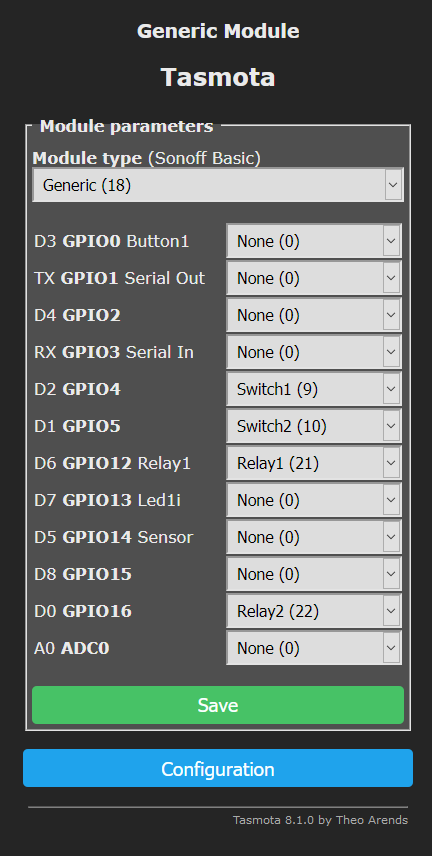 Generic Module
Tasmota
Module parameters
Module type (Sonoff Basic)
Generic (18)
D3 GPIO0 Button1 None (0)
TX GPIO1 Serial Out None (0)
D4 GPIO2 None (0)
RX GPIO3 Serial In None (0)
D2 GPIO4 Switch1 (9)
D1 GPIO5 Switch2 (10)
D6 GPIO12 Relay1 Relay1 (21)
D7 GPIO13 Led1i None (0)
D5 GPIO14 Sensor None (0)
D8 GPIO15 None (0)
D0 GPIO16 Relay2 (22)
A0 ADC0 None (0)
Save
Configuration
Tasmota 8.1.0 by Theo Arends